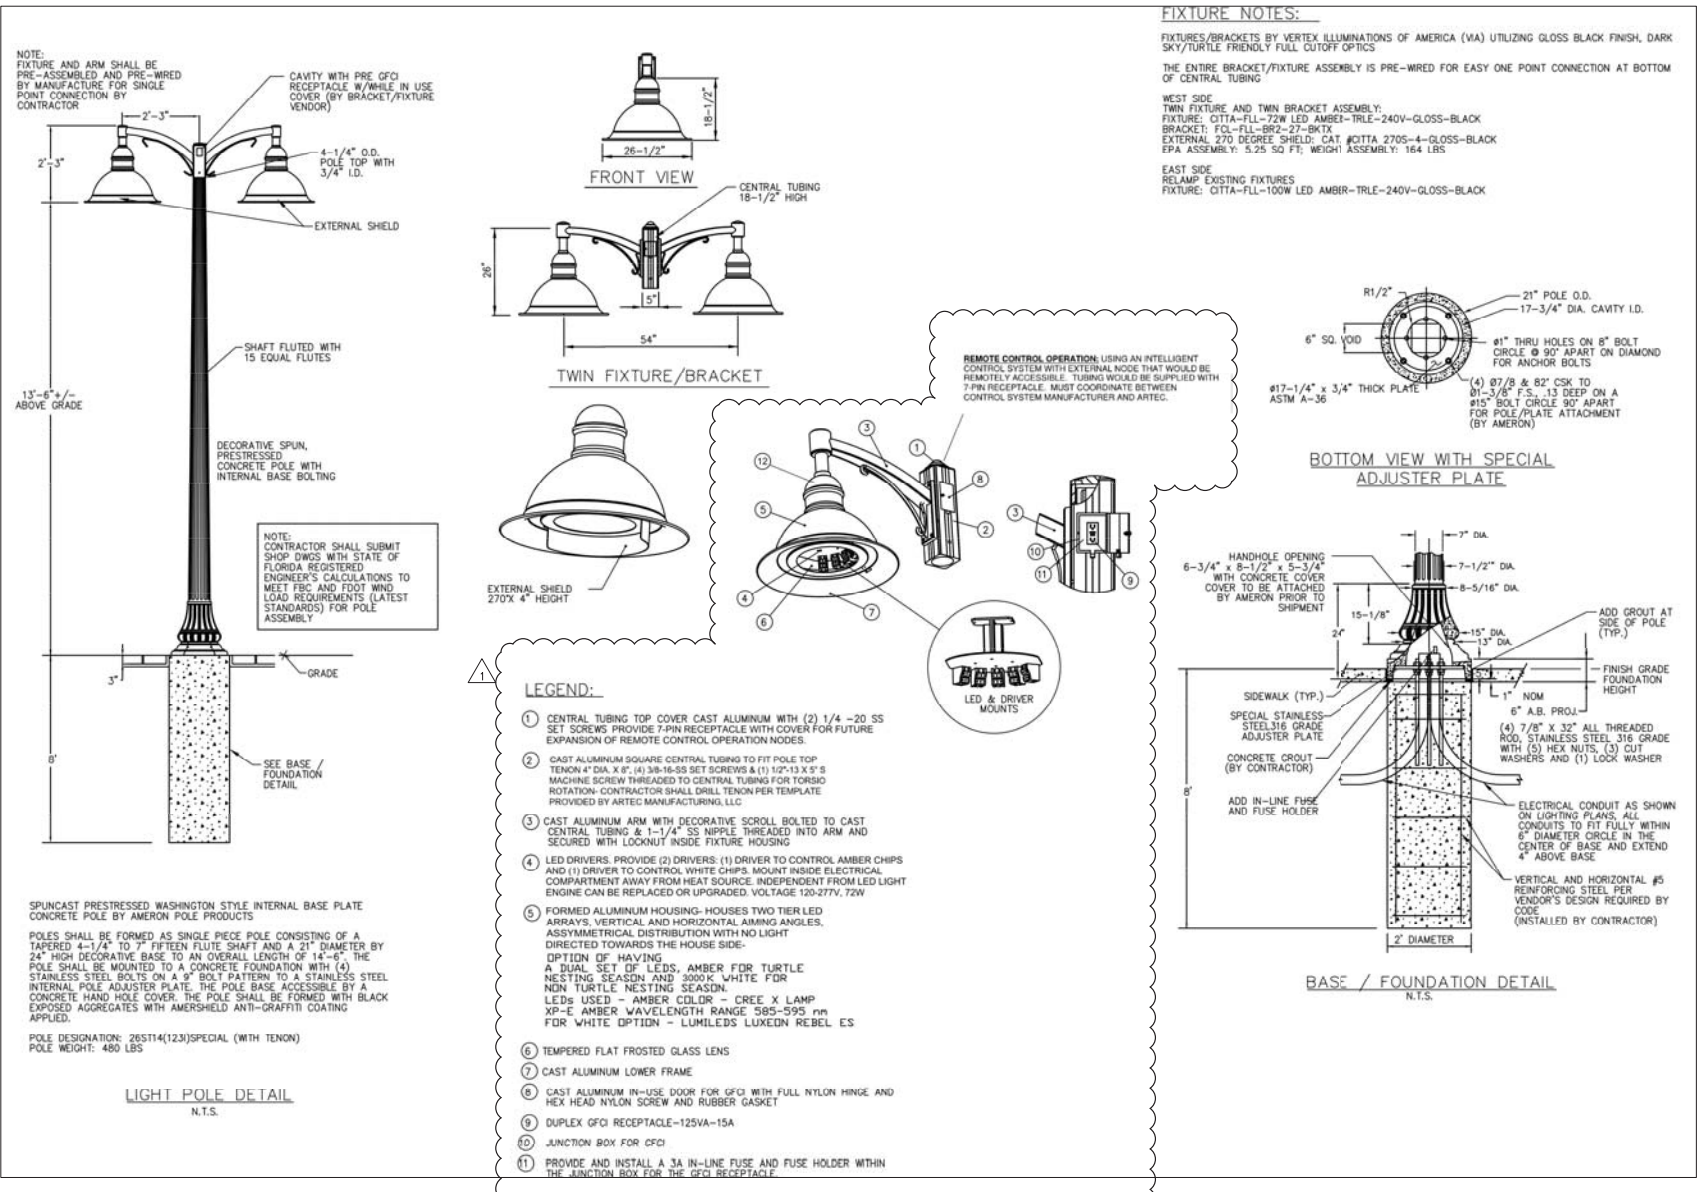 NOTE:
FIXTURE AND ARM SHALL BE
PRE-ASSEMBLED AND PRE-WIRED
BY MANUFACTURE FOR SINGLE
POINT CONNECTION BY
CONTRACTOR
CAVITY WITH PRE GFCI
RECEPTACLE W/WHILE IN USE
COVER (BY BRACKET/FIXTURE
VENDOR)
2'-3"
2'-3"
4-1/4" O.D.
POLE TOP WITH
3/4" I.D.
EXTERNAL SHIELD
SHAFT FLUTED WITH
15 EQUAL FLUTES
13'-6"+/-
ABOVE GRADE
DECORATIVE SPUN,
PRESTRESSED
CONCRETE POLE WITH
INTERNAL BASE BOLTING
NOTE:
CONTRACTOR SHALL SUBMIT
SHOP DWGS WITH STATE OF
FLORIDA REGISTERED
ENGINEER'S CALCULATIONS TO
MEET FBC AND FDOT WIND
LOAD REQUIREMENTS (LATEST
STANDARDS) FOR POLE
ASSEMBLY
3"
GRADE
8'
SEE BASE /
FOUNDATION
DETAIL
SPUNCAST PRESTRESSED WASHINGTON STYLE INTERNAL BASE PLATE
CONCRETE POLE BY AMERON POLE PRODUCTS
POLES SHALL BE FORMED AS SINGLE PIECE POLE CONSISTING OF A
TAPERED 4-1/4" TO 7" FIFTEEN FLUTE SHAFT AND A 21" DIAMETER BY
24" HIGH DECORATIVE BASE TO AN OVERALL LENGTH OF 14'-6". THE
POLE SHALL BE MOUNTED TO A CONCRETE FOUNDATION WITH (4)
STAINLESS STEEL BOLTS ON A 9" BOLT PATTERN TO A STAINLESS STEEL
INTERNAL POLE ADJUSTER PLATE. THE POLE BASE ACCESSIBLE BY A
CONCRETE HAND HOLE COVER. THE POLE SHALL BE FORMED WITH BLACK
EXPOSED AGGREGATES WITH AMERSHIELD ANTI-GRAFFITI COATING
APPLIED.
POLE DESIGNATION: 26ST14(123I)SPECIAL (WITH TENON)
POLE WEIGHT: 480 LBS
LIGHT POLE DETAIL
N.T.S.
18-1/2"
26-1/2"
FRONT VIEW
CENTRAL TUBING
18-1/2" HIGH
26"
5"
54"
TWIN FIXTURE/BRACKET
EXTERNAL SHIELD
270°X 4" HEIGHT
REMOTE CONTROL OPERATION: USING AN INTELLIGENT
CONTROL SYSTEM WITH EXTERNAL NODE THAT WOULD BE
REMOTELY ACCESSIBLE. TUBING WOULD BE SUPPLIED WITH
7-PIN RECEPTACLE. MUST COORDINATE BETWEEN
CONTROL SYSTEM MANUFACTURER AND ARTEC.
3
1
12
8
5
2
3
10
11
9
4
6
7
LED & DRIVER
MOUNTS
1
LEGEND:
1 CENTRAL TUBING TOP COVER CAST ALUMINUM WITH (2) 1/4 -20 SS
SET SCREWS PROVIDE 7-PIN RECEPTACLE WITH COVER FOR FUTURE
EXPANSION OF REMOTE CONTROL OPERATION NODES.
2 CAST ALUMINUM SQUARE CENTRAL TUBING TO FIT POLE TOP
TENON 4" DIA. X 8", (4) 3/8-16-SS SET SCREWS & (1) 1/2"-13 X 5" S
MACHINE SCREW THREADED TO CENTRAL TUBING FOR TORSIO
ROTATION- CONTRACTOR SHALL DRILL TENON PER TEMPLATE
PROVIDED BY ARTEC MANUFACTURING, LLC
3 CAST ALUMINUM ARM WITH DECORATIVE SCROLL BOLTED TO CAST
CENTRAL TUBING & 1-1/4" SS NIPPLE THREADED INTO ARM AND
SECURED WITH LOCKNUT INSIDE FIXTURE HOUSING
4 LED DRIVERS. PROVIDE (2) DRIVERS: (1) DRIVER TO CONTROL AMBER CHIPS
AND (1) DRIVER TO CONTROL WHITE CHIPS. MOUNT INSIDE ELECTRICAL
COMPARTMENT AWAY FROM HEAT SOURCE. INDEPENDENT FROM LED LIGHT
ENGINE CAN BE REPLACED OR UPGRADED. VOLTAGE 120-277V, 72W
5 FORMED ALUMINUM HOUSING- HOUSES TWO TIER LED
ARRAYS, VERTICAL AND HORIZONTAL AIMING ANGLES,
ASSYMMETRICAL DISTRIBUTION WITH NO LIGHT
DIRECTED TOWARDS THE HOUSE SIDE-
OPTION OF HAVING
A DUAL SET OF LEDS, AMBER FOR TURTLE
NESTING SEASON AND 3000K WHITE FOR
NON TURTLE NESTING SEASON.
LEDs USED - AMBER COLOR - CREE X LAMP
XP-E AMBER WAVELENGTH RANGE 585-595 nm
FOR WHITE OPTION - LUMILEDS LUXEON REBEL ES
6 TEMPERED FLAT FROSTED GLASS LENS
7 CAST ALUMINUM LOWER FRAME
8 CAST ALUMINUM IN-USE DOOR FOR GFCI WITH FULL NYLON HINGE AND
HEX HEAD NYLON SCREW AND RUBBER GASKET
9 DUPLEX GFCI RECEPTACLE-125VA-15A
10 JUNCTION BOX FOR GFCI
11 PROVIDE AND INSTALL A 3A IN-LINE FUSE AND FUSE HOLDER WITHIN
THE JUNCTION BOX FOR THE GFCI RECEPTACLE.
FIXTURE NOTES:
FIXTURES/BRACKETS BY VERTEX ILLUMINATIONS OF AMERICA (VIA) UTILIZING GLOSS BLACK FINISH, DARK
SKY/TURTLE FRIENDLY FULL CUTOFF OPTICS
THE ENTIRE BRACKET/FIXTURE ASSEMBLY IS PRE-WIRED FOR EASY ONE POINT CONNECTION AT BOTTOM
OF CENTRAL TUBING
WEST SIDE
TWIN FIXTURE AND TWIN BRACKET ASSEMBLY:
FIXTURE: CITTA-FLL-72W LED AMBER-TRLE-240V-GLOSS-BLACK
BRACKET: FCL-FLL-BR2-27-BKTX
EXTERNAL 270 DEGREE SHIELD: CAT. #CITTA 270S-4-GLOSS-BLACK
EPA ASSEMBLY: 5.25 SQ FT; WEIGHT ASSEMBLY: 164 LBS
EAST SIDE
RELAMP EXISTING FIXTURES
FIXTURE: CITTA-FLL-100W LED AMBER-TRLE-240V-GLOSS-BLACK
R1/2"
21" POLE O.D.
17-3/4" DIA. CAVITY I.D.
6" SQ. VOID
ø1" THRU HOLES ON 8" BOLT
CIRCLE @ 90° APART ON DIAMOND
FOR ANCHOR BOLTS
ø17-1/4" x 3/4" THICK PLATE
ASTM A-36
(4) Ø7/8 & 82° CSK TO
Ø1-3/8" F.S., .13 DEEP ON A
ø15" BOLT CIRCLE 90° APART
FOR POLE/PLATE ATTACHMENT
(BY AMERON)
BOTTOM VIEW WITH SPECIAL
ADJUSTER PLATE
7" DIA.
HANDHOLE OPENING
6-3/4" x 8-1/2" x 5-3/4"
WITH CONCRETE COVER
COVER TO BE ATTACHED
BY AMERON PRIOR TO
SHIPMENT
7-1/2" DIA.
8-5/16" DIA.
15-1/8"
24"
15" DIA.
13" DIA.
ADD GROUT AT
SIDE OF POLE
(TYP.)
FINISH GRADE
FOUNDATION
HEIGHT
5"
1" NOM
6" A.B. PROJ.
SIDEWALK (TYP.)
SPECIAL STAINLESS
STEEL316 GRADE
ADJUSTER PLATE
CONCRETE GROUT
(BY CONTRACTOR)
(4) 7/8" X 32" ALL THREADED
ROD, STAINLESS STEEL 316 GRADE
WITH (5) HEX NUTS, (3) CUT
WASHERS AND (1) LOCK WASHER
8'
ADD IN-LINE FUSE
AND FUSE HOLDER
ELECTRICAL CONDUIT AS SHOWN
ON LIGHTING PLANS, ALL
CONDUITS TO FIT FULLY WITHIN
6" DIAMETER CIRCLE IN THE
CENTER OF BASE AND EXTEND
4" ABOVE BASE
VERTICAL AND HORIZONTAL #5
REINFORCING STEEL PER
VENDOR'S DESIGN REQUIRED BY
CODE
(INSTALLED BY CONTRACTOR)
2' DIAMETER
BASE / FOUNDATION DETAIL
N.T.S.